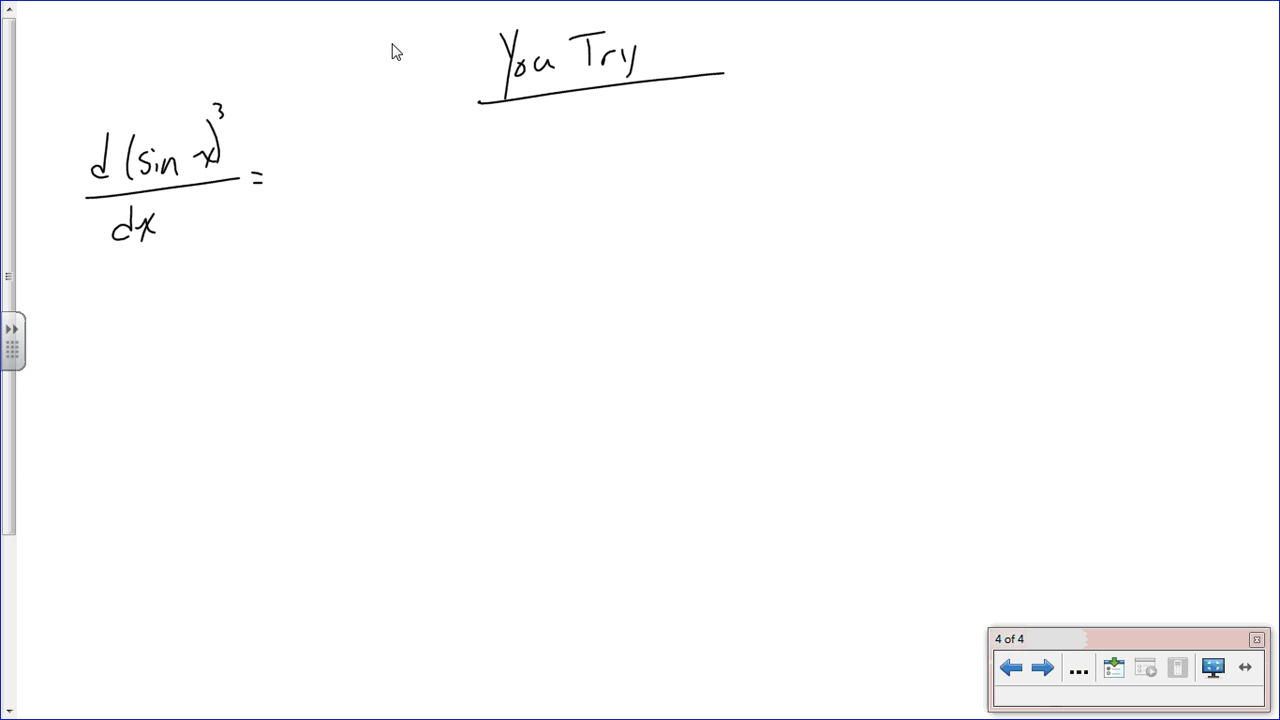 You Try
d(sin x)³
dx
=
4 of 4
...